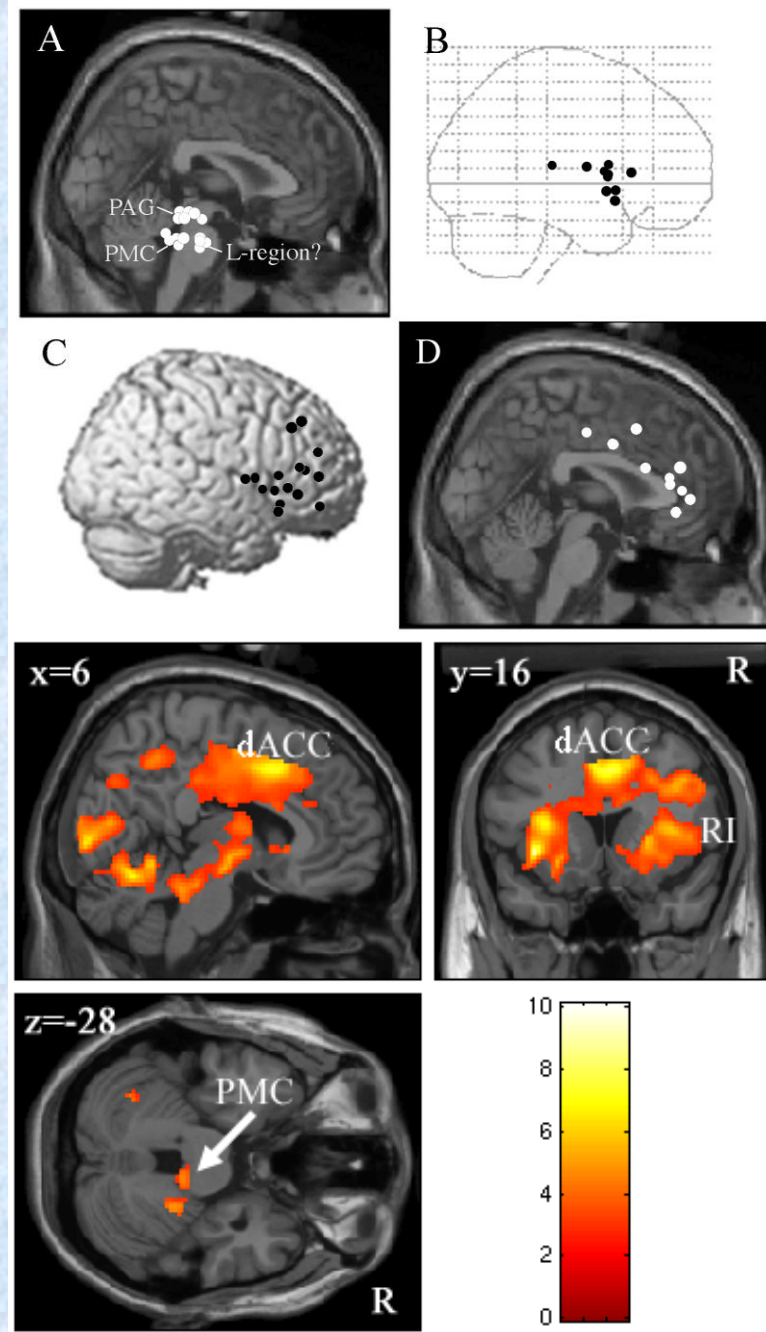 A
B
PAG
PMC
L-region?
C
D
x=6
dACC
y=16
R
dACC
RI
z=-28
PMC
R
10
8
6
4
2
0